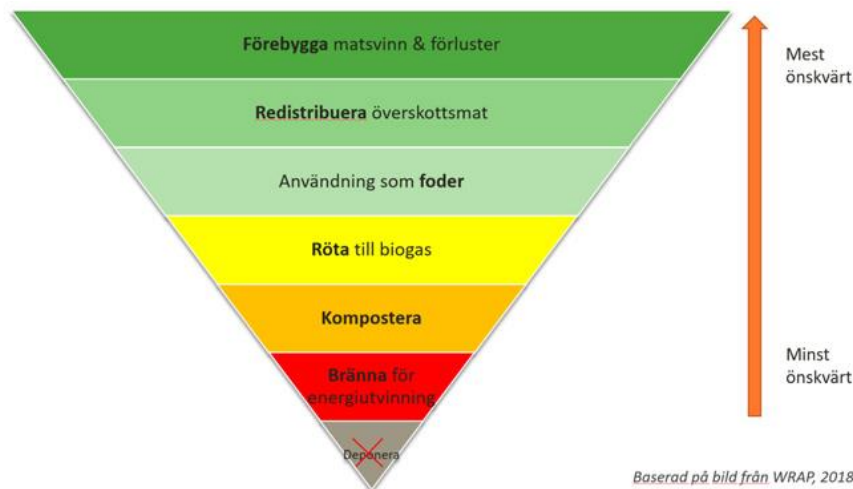 Förebygga matsvinn & förluster
Mest
önskvärt
Redistribuera överskottsmat
Användning som foder
Röta till biogas
Kompostera
Minst
önskvärt
Bränna för
energiutvinning
Deponera
Baserad på bild från WRAP, 2018